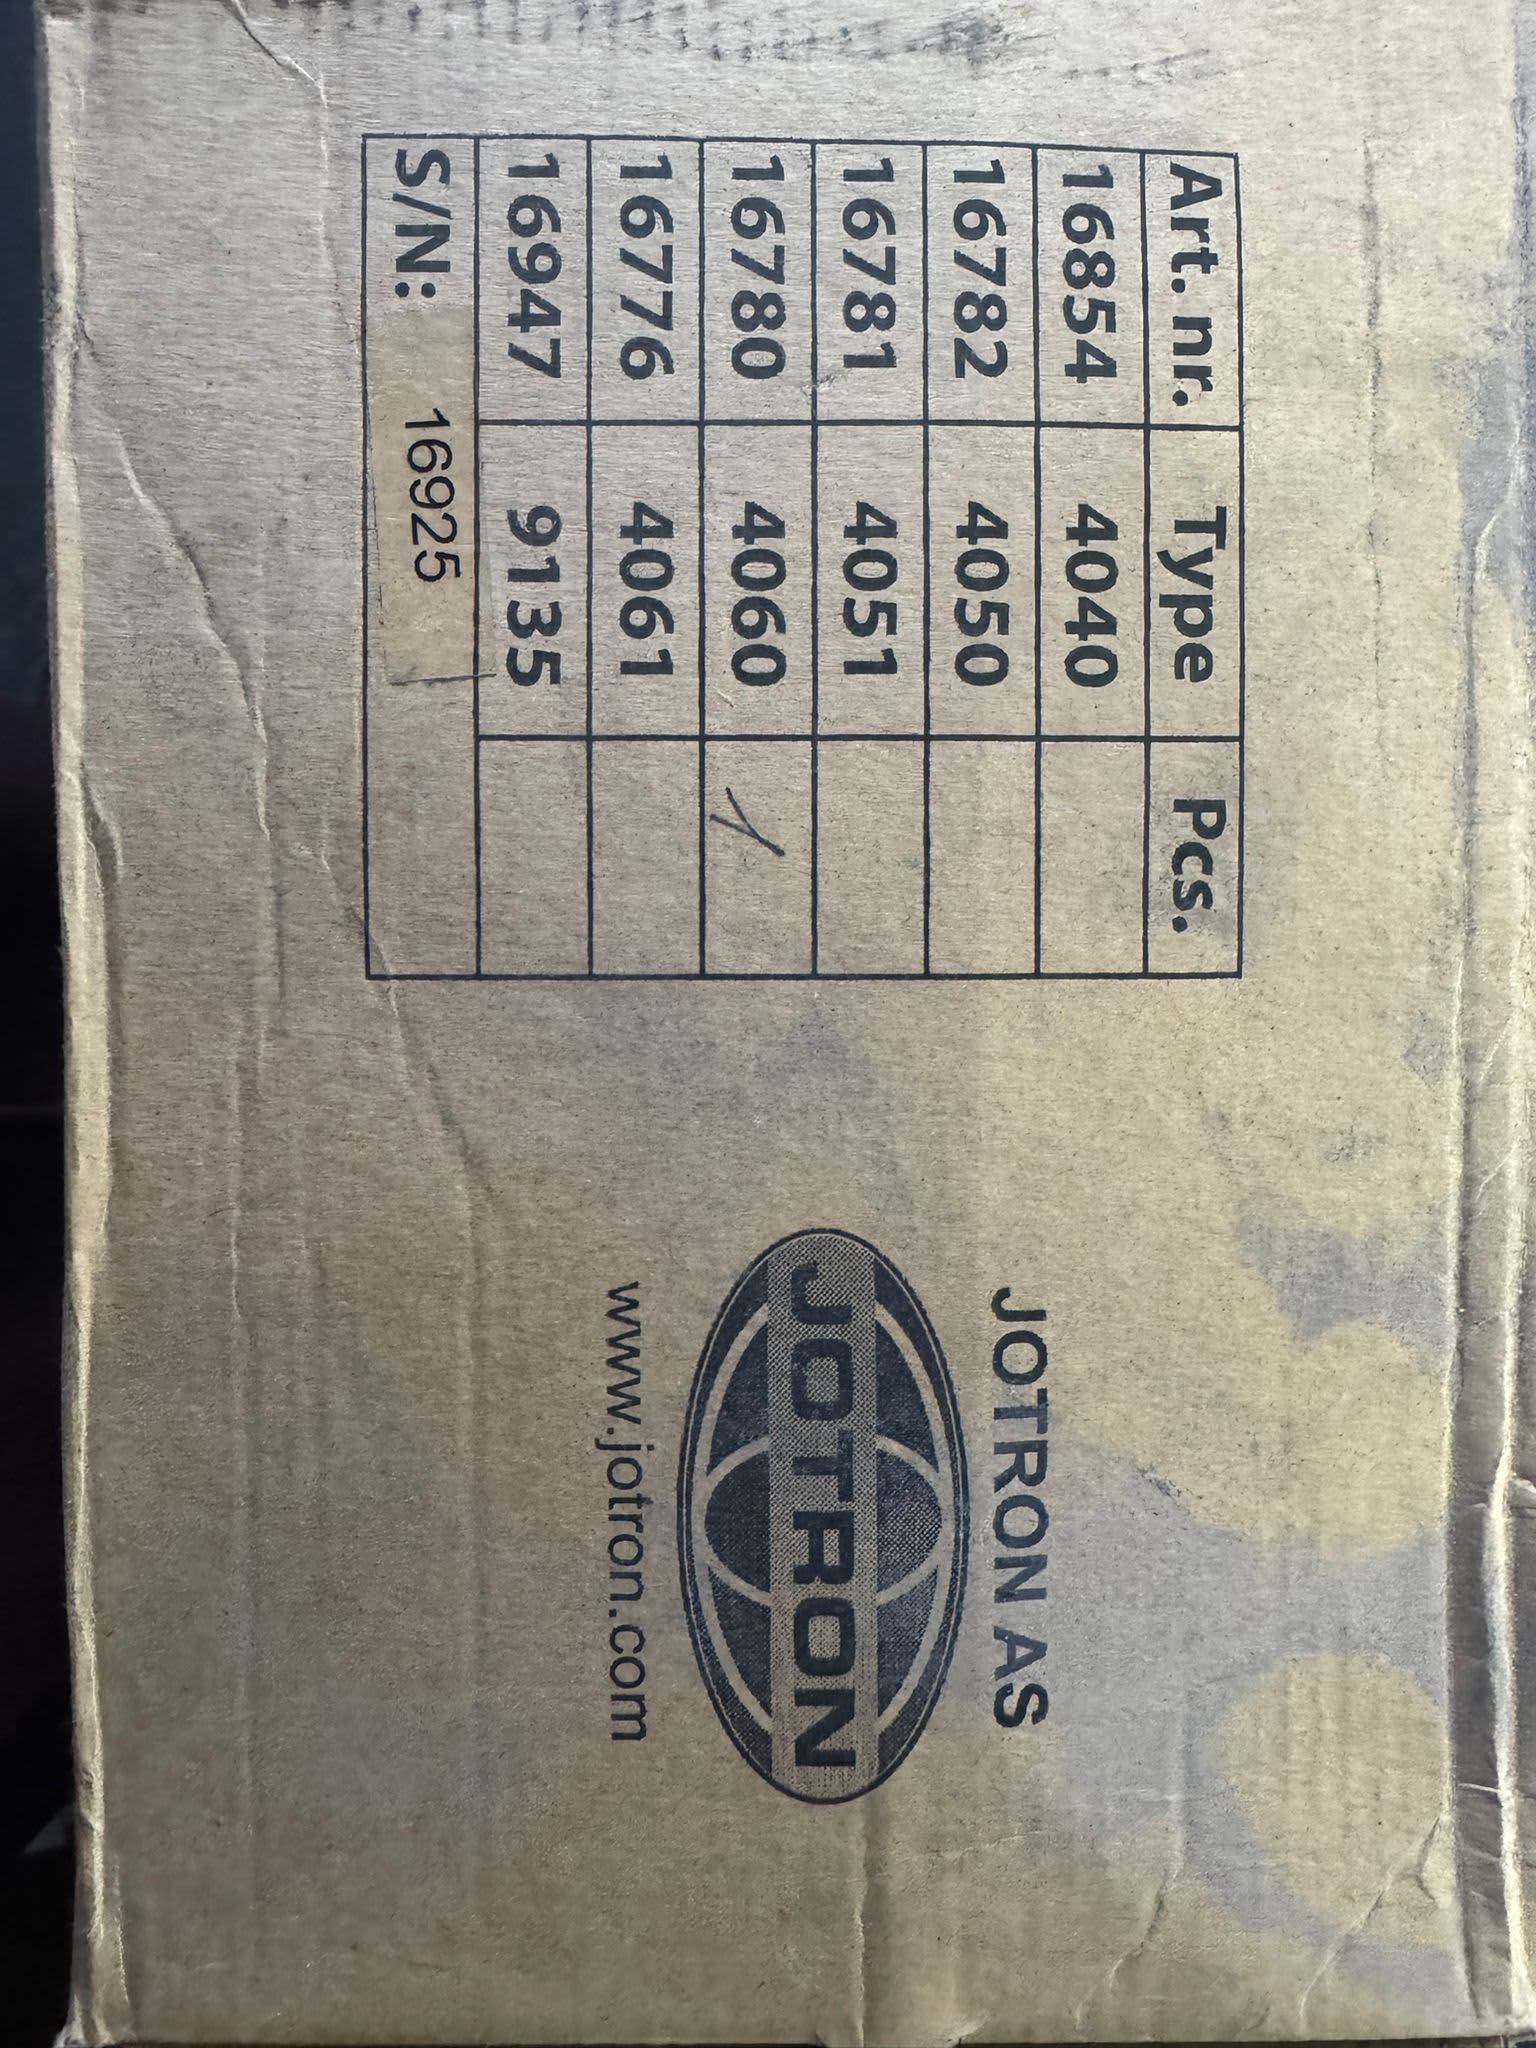 Art. nr. Type Pcs.
16854 4040
16782 4050
16781 4051
16780 4060 1
16776 4061
16947 9135
S/N: 16925
JOTRON AS
JOTRON
www.jotron.com